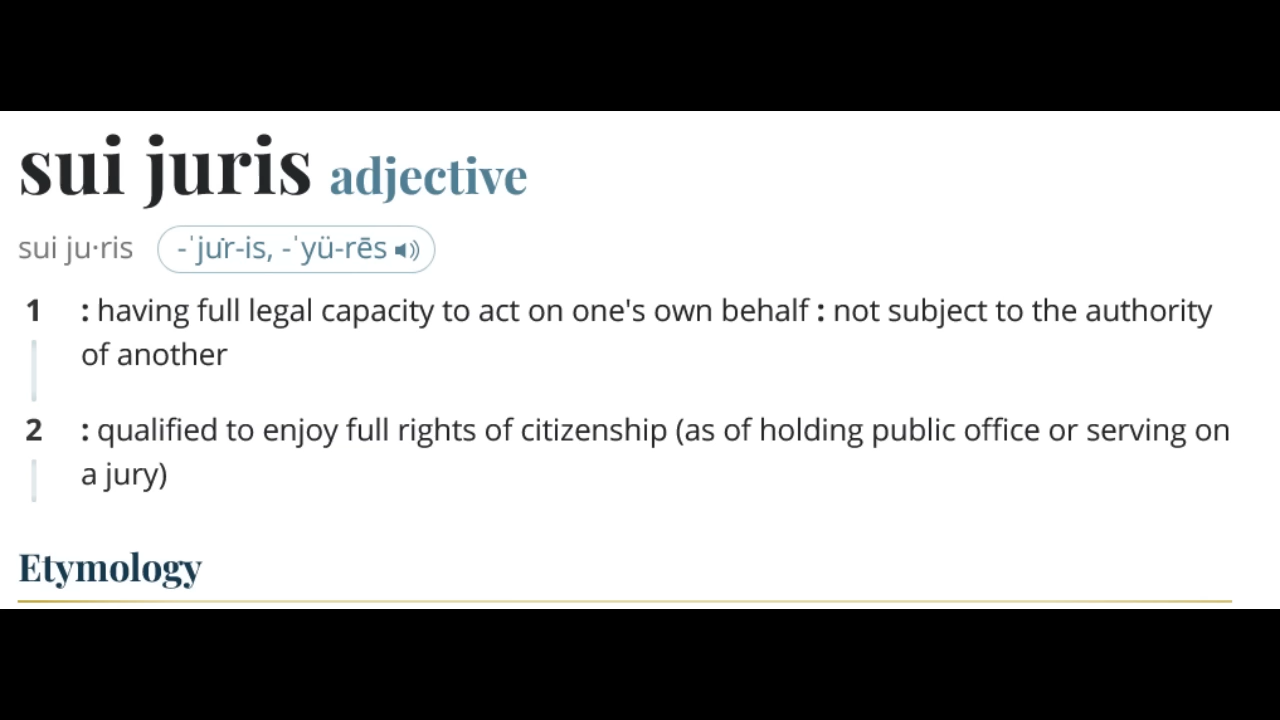 sui juris adjective
sui ju·ris -ˈju̇r-is, -ˈyü-rēs
1 : having full legal capacity to act on one's own behalf : not subject to the authority
of another
2 : qualified to enjoy full rights of citizenship (as of holding public office or serving on
a jury)
Etymology